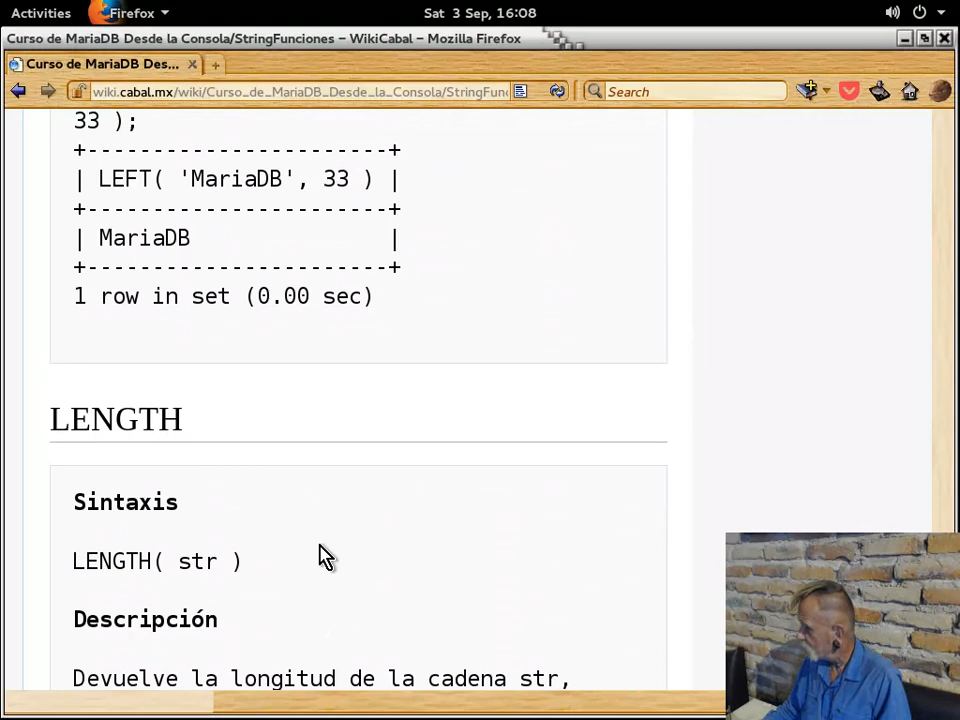 Activities Firefox Sat 3 Sep, 16:08
Curso de MariaDB Desde la Consola/StringFunciones – WikiCabal – Mozilla Firefox
Curso de MariaDB Des...
wiki.cabal.mx/wiki/Curso_de_MariaDB_Desde_la_Consola/StringFun Search
33 );
+-----------------------+
| LEFT( 'MariaDB', 33 ) |
+-----------------------+
| MariaDB |
+-----------------------+
1 row in set (0.00 sec)
LENGTH
Sintaxis
LENGTH( str )
Descripción
Devuelve la longitud de la cadena str,